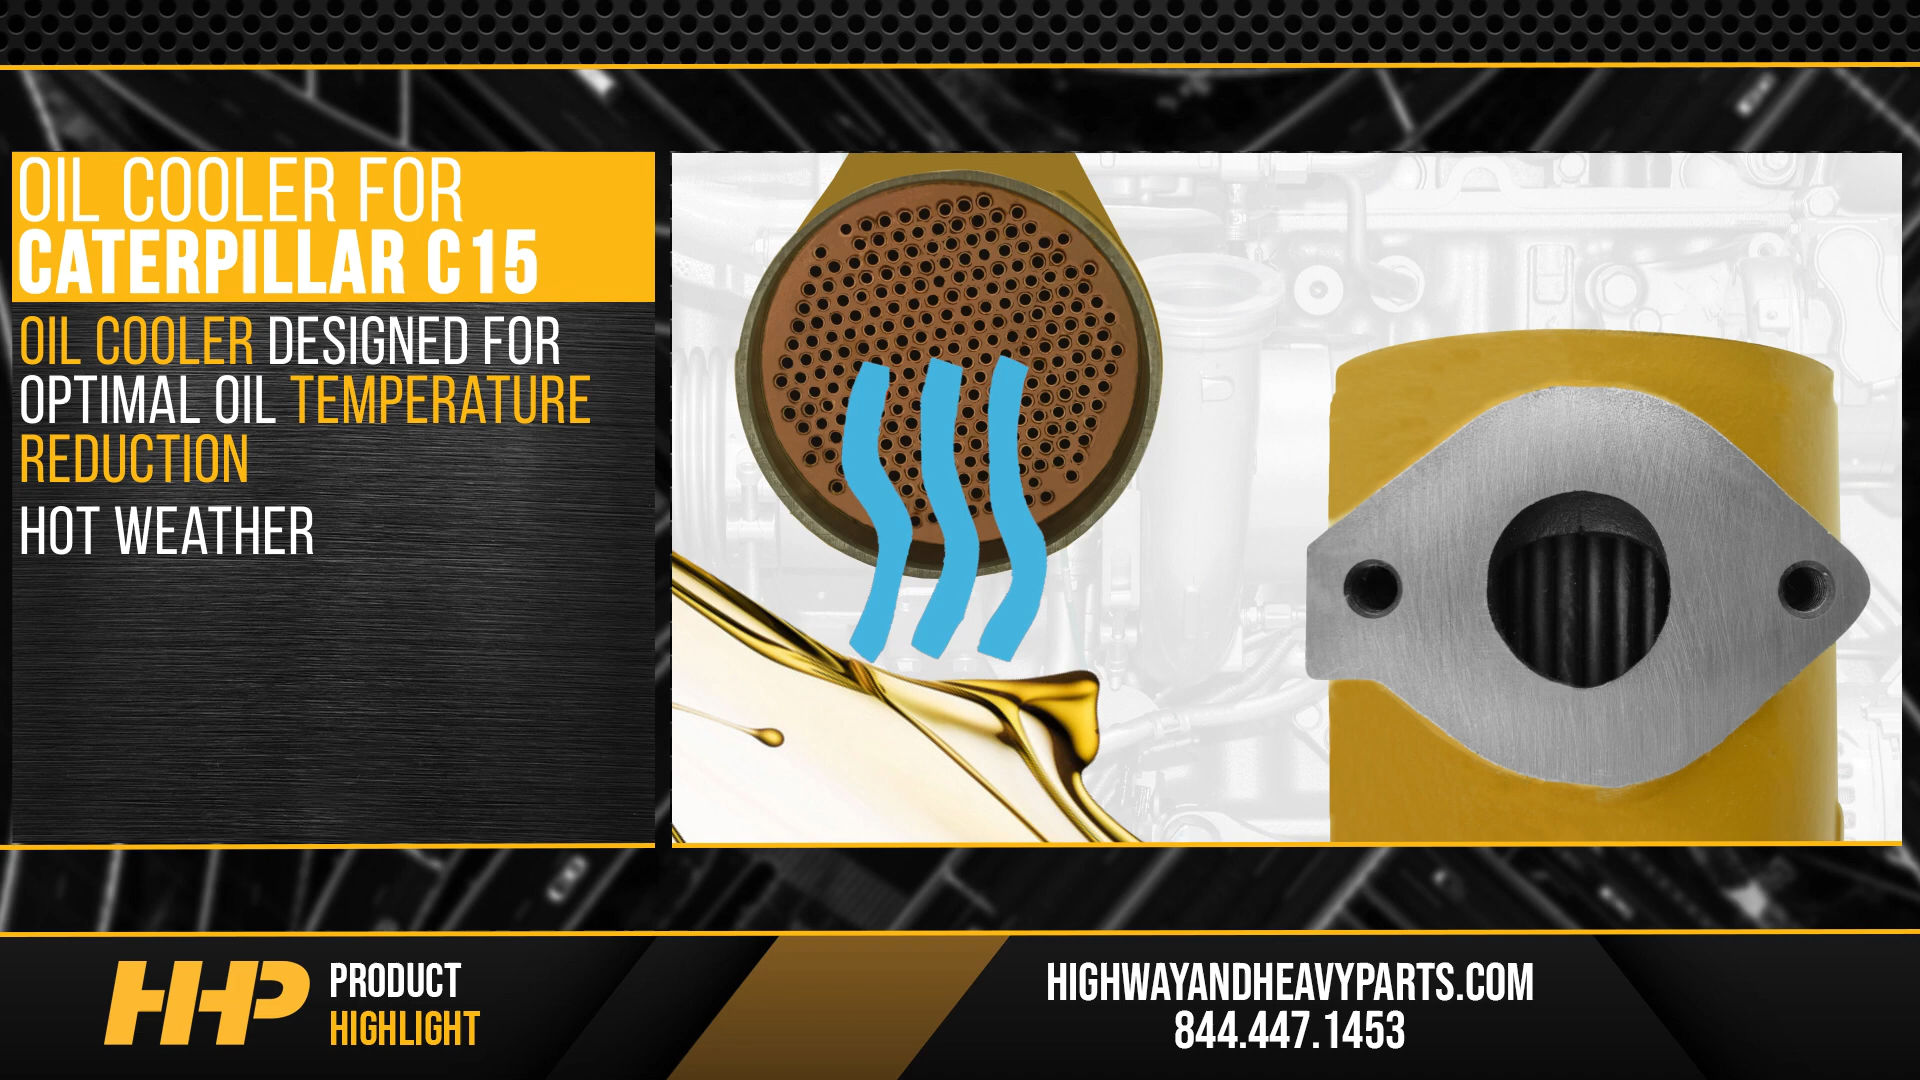 OIL COOLER FOR
CATERPILLAR C15
OIL COOLER DESIGNED FOR
OPTIMAL OIL TEMPERATURE
REDUCTION
HOT WEATHER
HHP
PRODUCT
HIGHLIGHT
HIGHWAYANDHEAVYPARTS.COM
844.447.1453